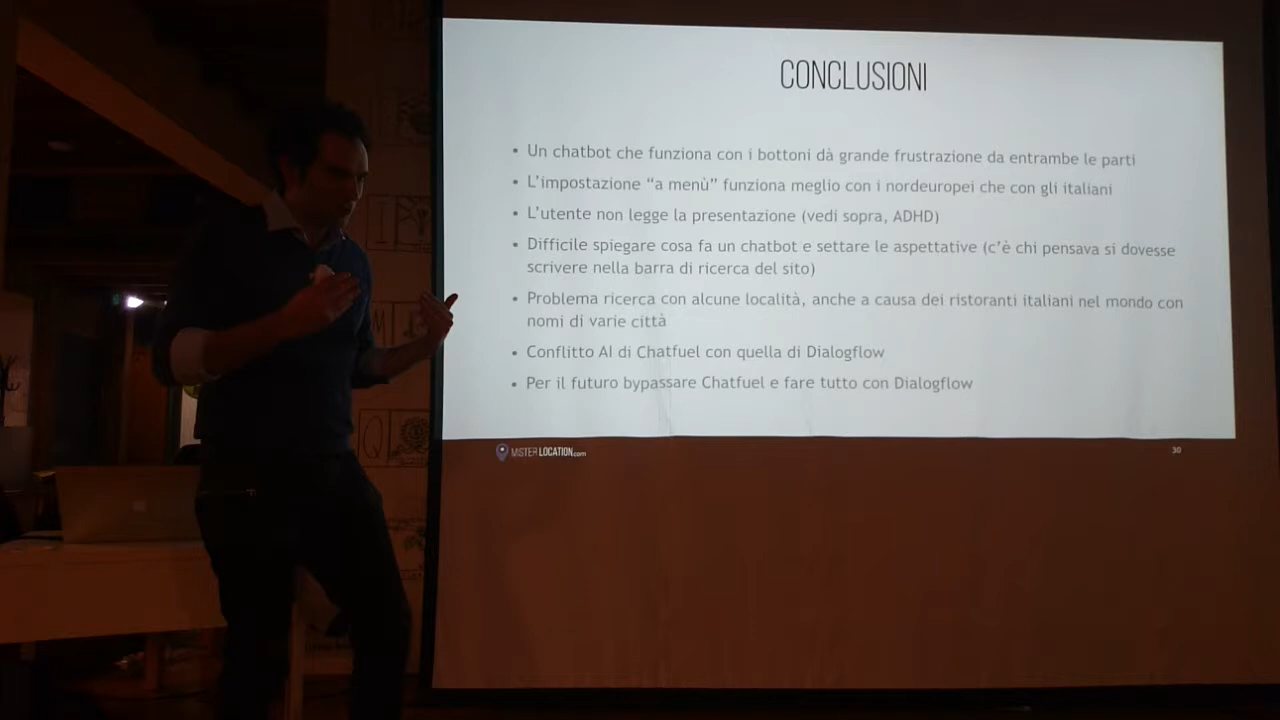 CONCLUSIONI
• Un chatbot che funziona con i bottoni dà grande frustrazione da entrambe le parti
• L'impostazione “a menù” funziona meglio con i nordeuropei che con gli italiani
• L'utente non legge la presentazione (vedi sopra, ADHD)
• Difficile spiegare cosa fa un chatbot e settare le aspettative (c'è chi pensava si dovesse
scrivere nella barra di ricerca del sito)
• Problema ricerca con alcune località, anche a causa dei ristoranti italiani nel mondo con
nomi di varie città
• Conflitto AI di Chatfuel con quella di Dialogflow
• Per il futuro bypassare Chatfuel e fare tutto con Dialogflow
MISTER LOCATION.com
30
M
Q